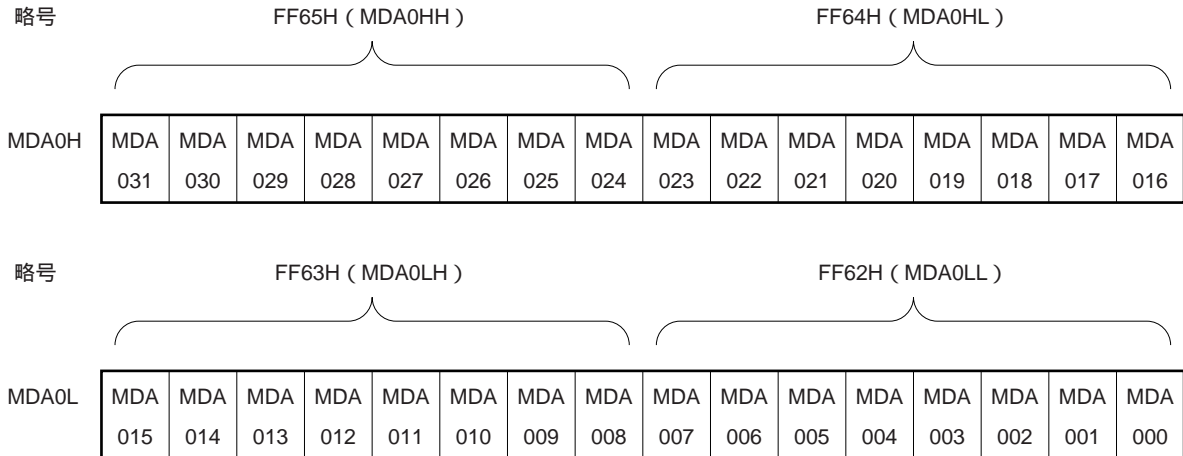 略号 FF65H（MDA0HH） FF64H（MDA0HL）
MDA0H MDA MDA MDA MDA MDA MDA MDA MDA MDA MDA MDA MDA MDA MDA MDA MDA
031 030 029 028 027 026 025 024 023 022 021 020 019 018 017 016
略号 FF63H（MDA0LH） FF62H（MDA0LL）
MDA0L MDA MDA MDA MDA MDA MDA MDA MDA MDA MDA MDA MDA MDA MDA MDA MDA
015 014 013 012 011 010 009 008 007 006 005 004 003 002 001 000